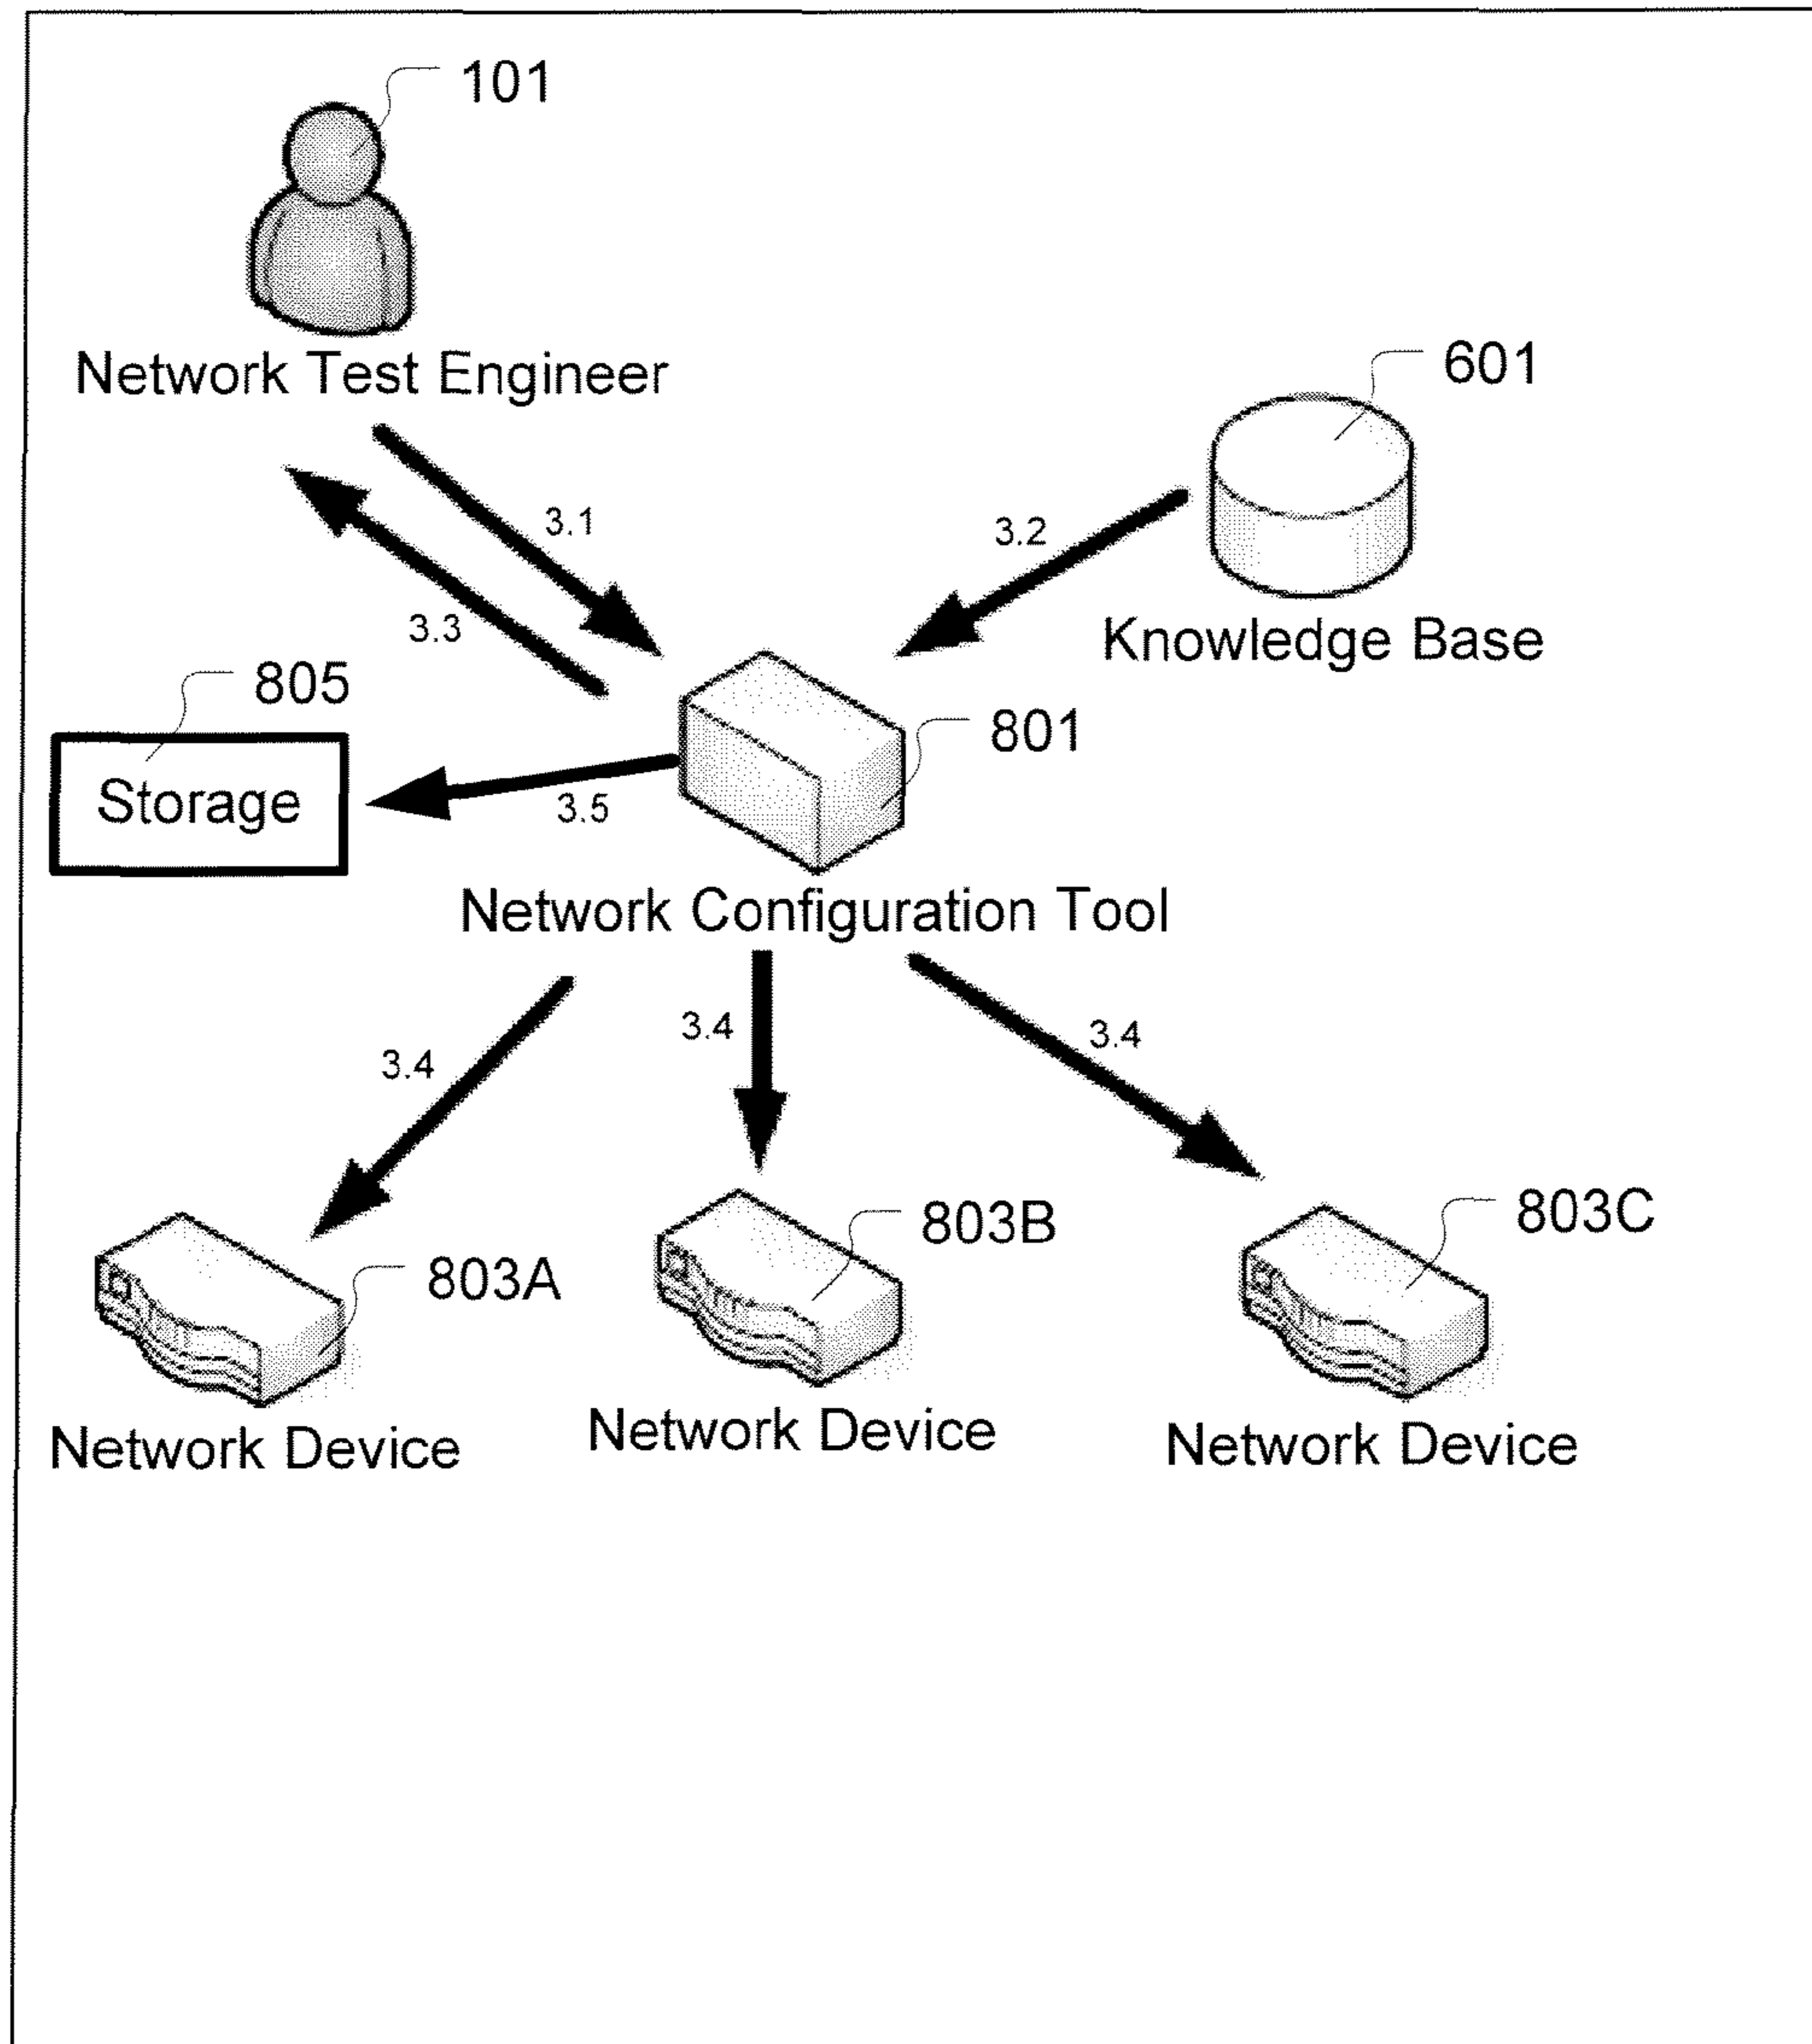 101
Network Test Engineer
601
3.1
3.2
3.3
Knowledge Base
805
801
Storage
3.5
Network Configuration Tool
3.4
3.4
3.4
803A
803B
803C
Network Device
Network Device
Network Device